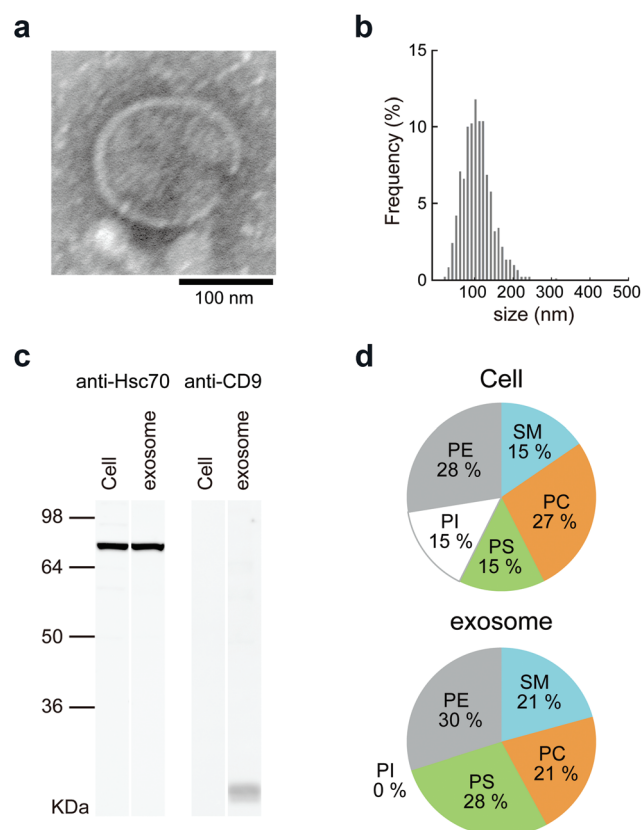 a
100 nm
b
Frequency (%)
15
10
5
0
100 200 300 400 500
size (nm)
c
anti-Hsc70 anti-CD9
Cell exosome Cell exosome
98
64
50
36
KDa
d
Cell
SM
15 %
PC
27 %
PS
15 %
PI
15 %
PE
28 %
exosome
SM
21 %
PC
21 %
PS
28 %
PI
0 %
PE
30 %